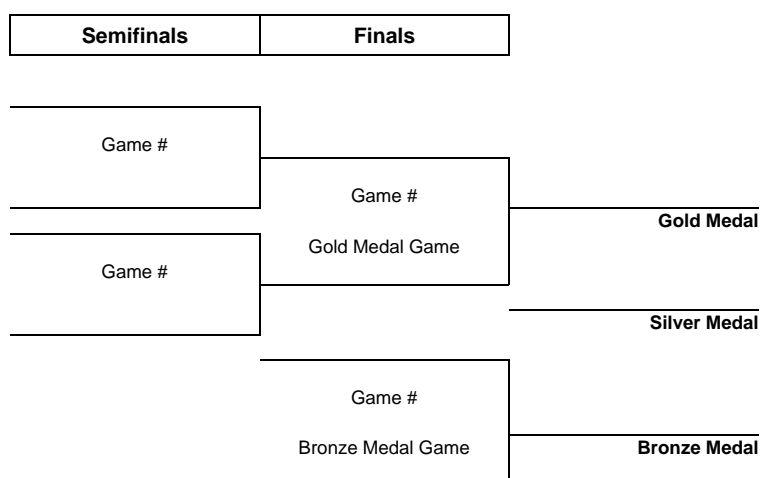 Semifinals Finals
Game #
Game #
Gold Medal
Gold Medal Game
Game #
Silver Medal
Game #
Bronze Medal Game Bronze Medal